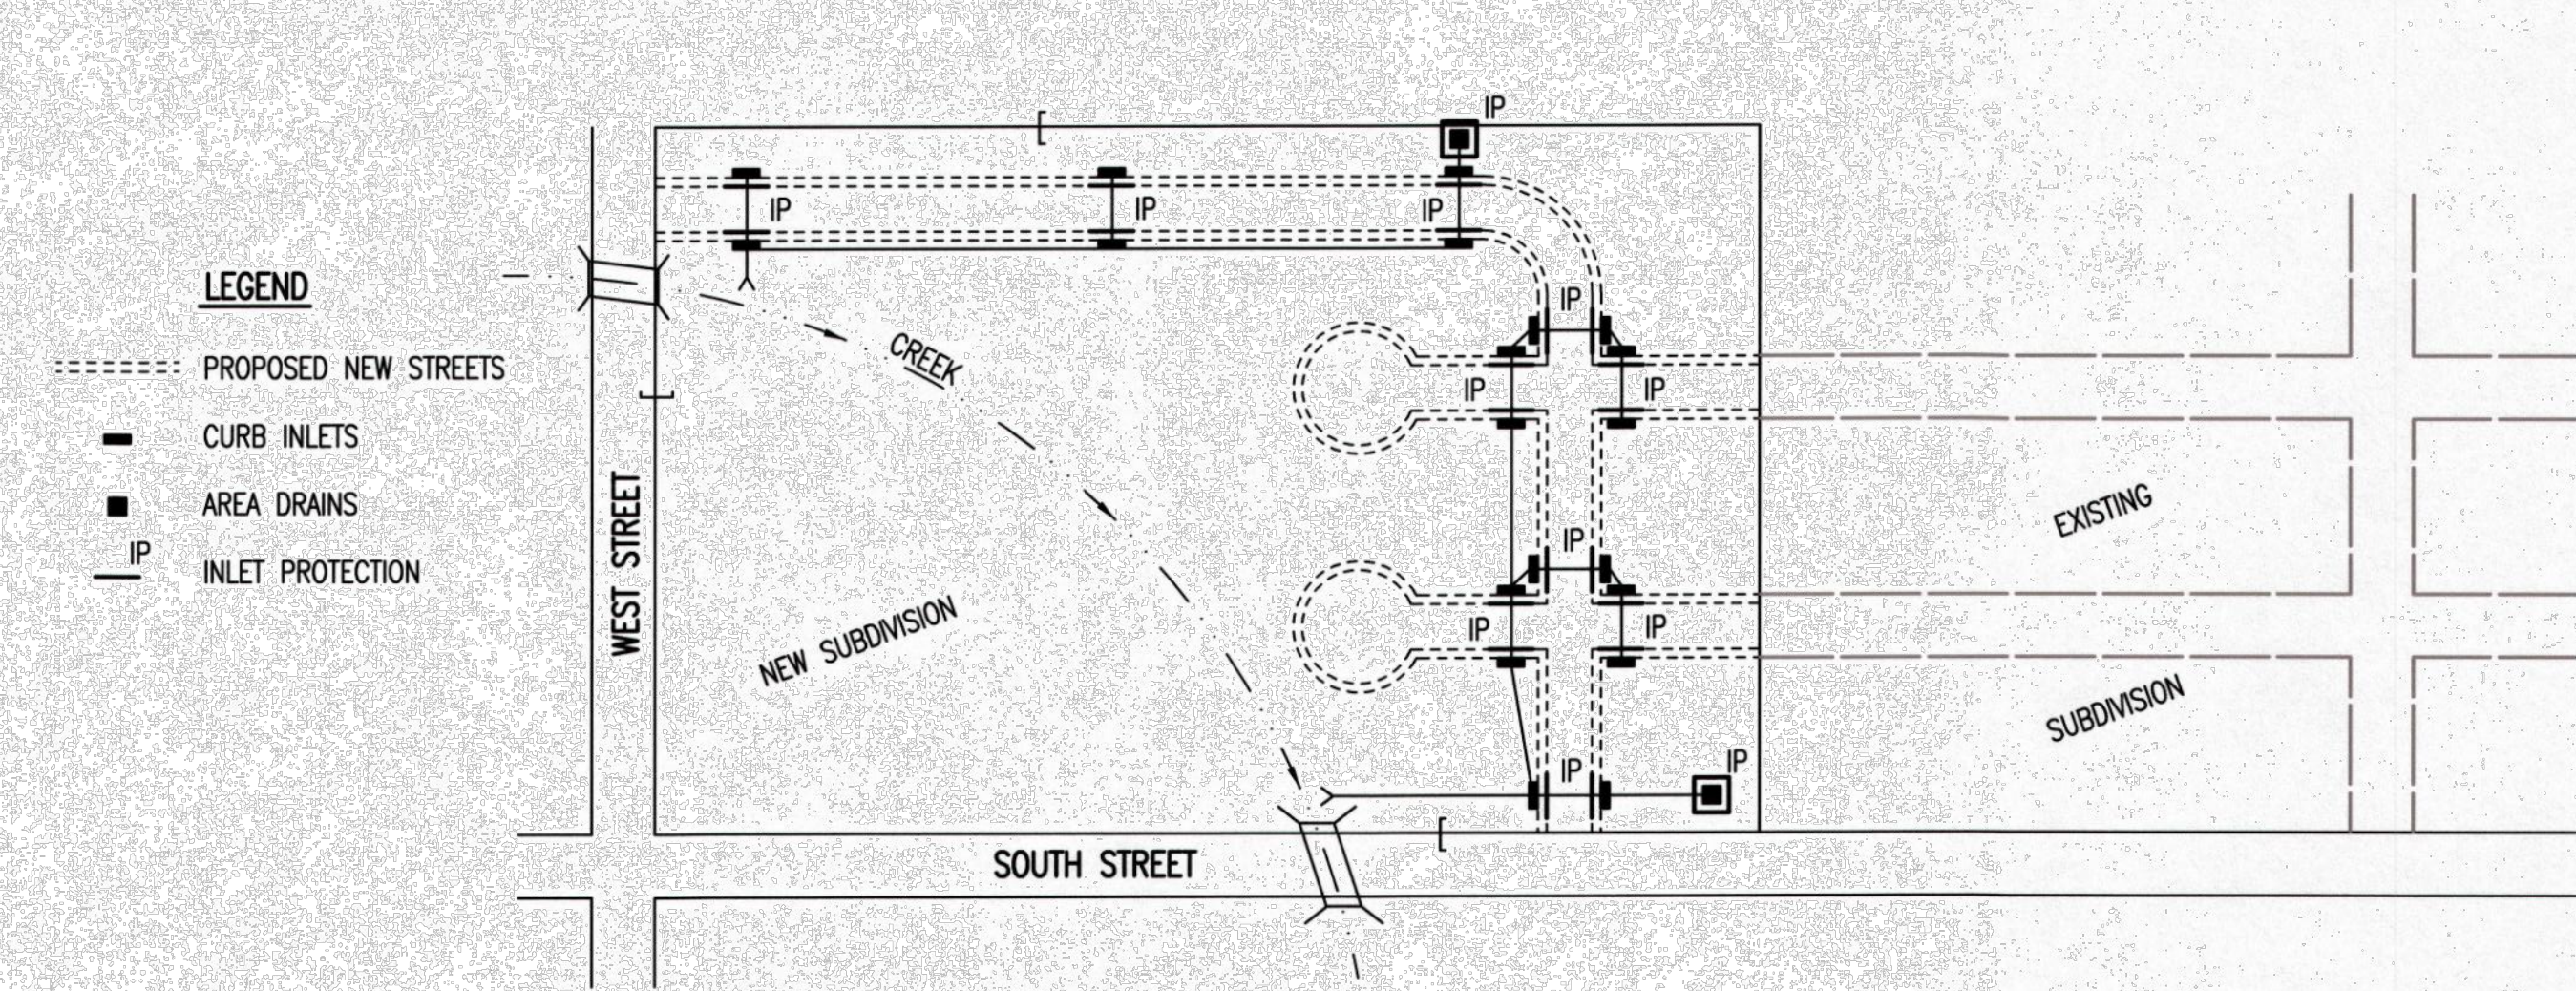 IP
IP
IP
IP
LEGEND
PROPOSED NEW STREETS
CURB INLETS
AREA DRAINS
IP
INLET PROTECTION
WEST STREET
CREEK
NEW SUBDIVISION
IP
IP
IP
IP
IP
IP
IP
IP
EXISTING
SUBDIVISION
SOUTH STREET